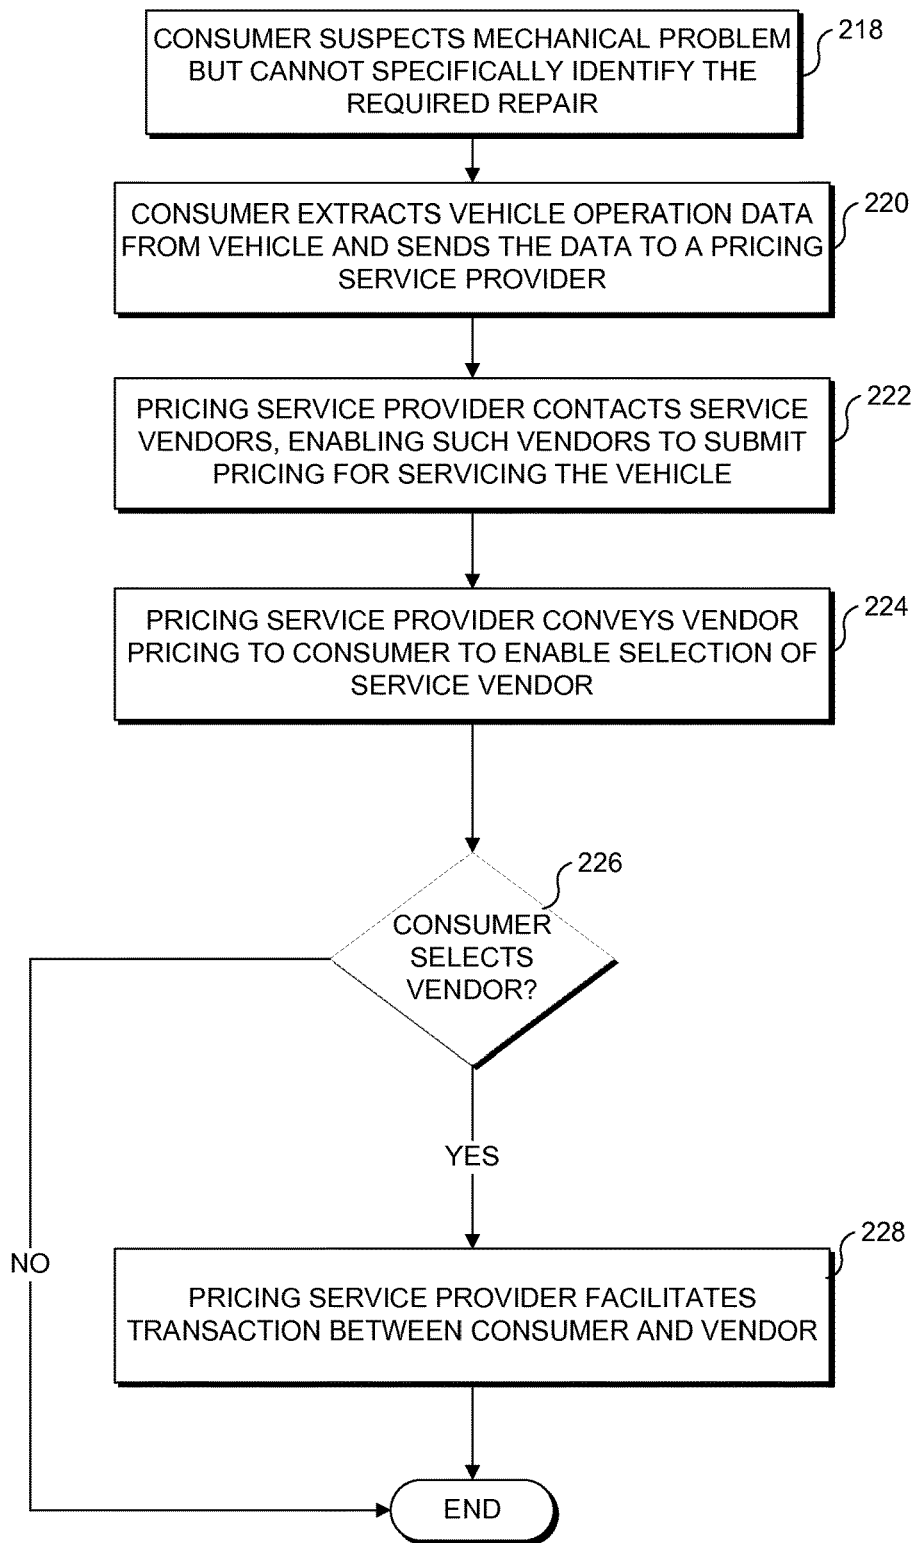 CONSUMER SUSPECTS MECHANICAL PROBLEM
BUT CANNOT SPECIFICALLY IDENTIFY THE
REQUIRED REPAIR
218
CONSUMER EXTRACTS VEHICLE OPERATION DATA
FROM VEHICLE AND SENDS THE DATA TO A PRICING
SERVICE PROVIDER
220
PRICING SERVICE PROVIDER CONTACTS SERVICE
VENDORS, ENABLING SUCH VENDORS TO SUBMIT
PRICING FOR SERVICING THE VEHICLE
222
PRICING SERVICE PROVIDER CONVEYS VENDOR
PRICING TO CONSUMER TO ENABLE SELECTION OF
SERVICE VENDOR
224
226
CONSUMER
SELECTS
VENDOR?
YES
NO
228
PRICING SERVICE PROVIDER FACILITATES
TRANSACTION BETWEEN CONSUMER AND VENDOR
END